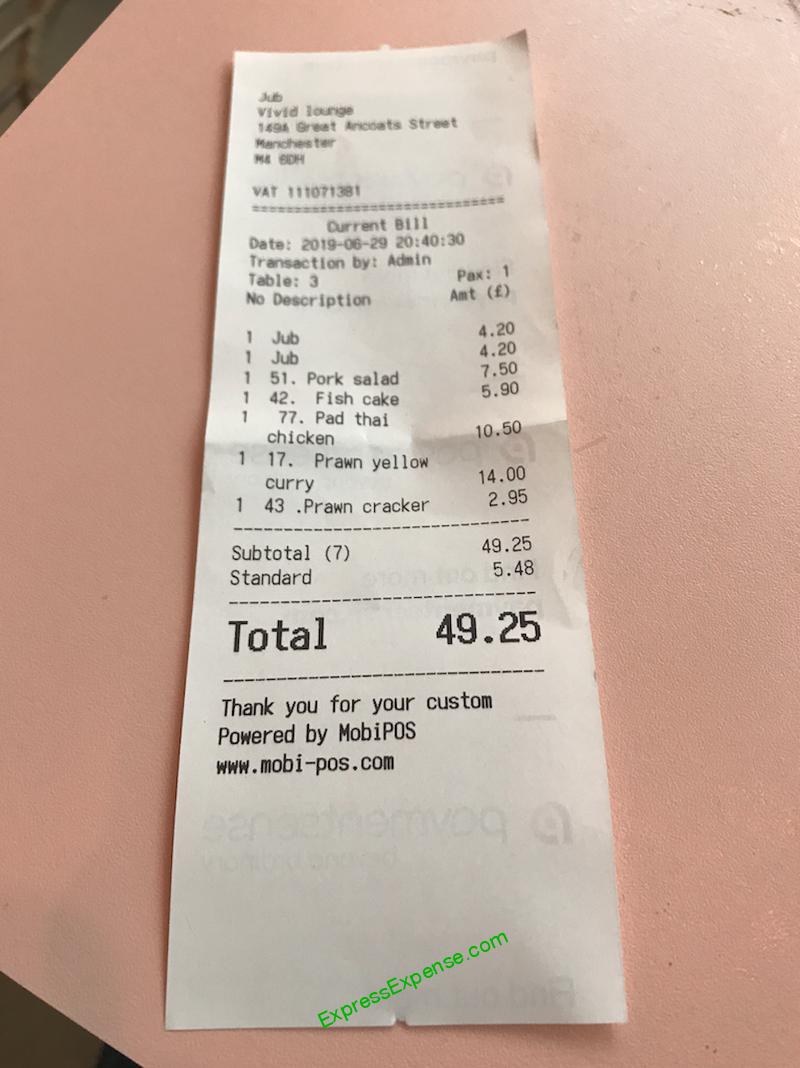 Jub
Vivid lounge
149A Great Ancoats Street
Manchester
M4 6DH
VAT 111071381
================================
Current Bill
Date: 2019-06-29 20:40:30
Transaction by: Admin
Table: 3 Pax: 1
No Description Amt (£)
1 Jub 4.20
1 Jub 4.20
1 51. Pork salad 7.50
1 42. Fish cake 5.90
1 77. Pad thai
chicken 10.50
1 17. Prawn yellow
curry 14.00
1 43 .Prawn cracker 2.95
--------------------------------
Subtotal (7) 49.25
Standard 5.48
--------------------------------
Total 49.25
--------------------------------
Thank you for your custom
Powered by MobiPOS
www.mobi-pos.com
paymentsense
beyond ordinary
ExpressExpense.com